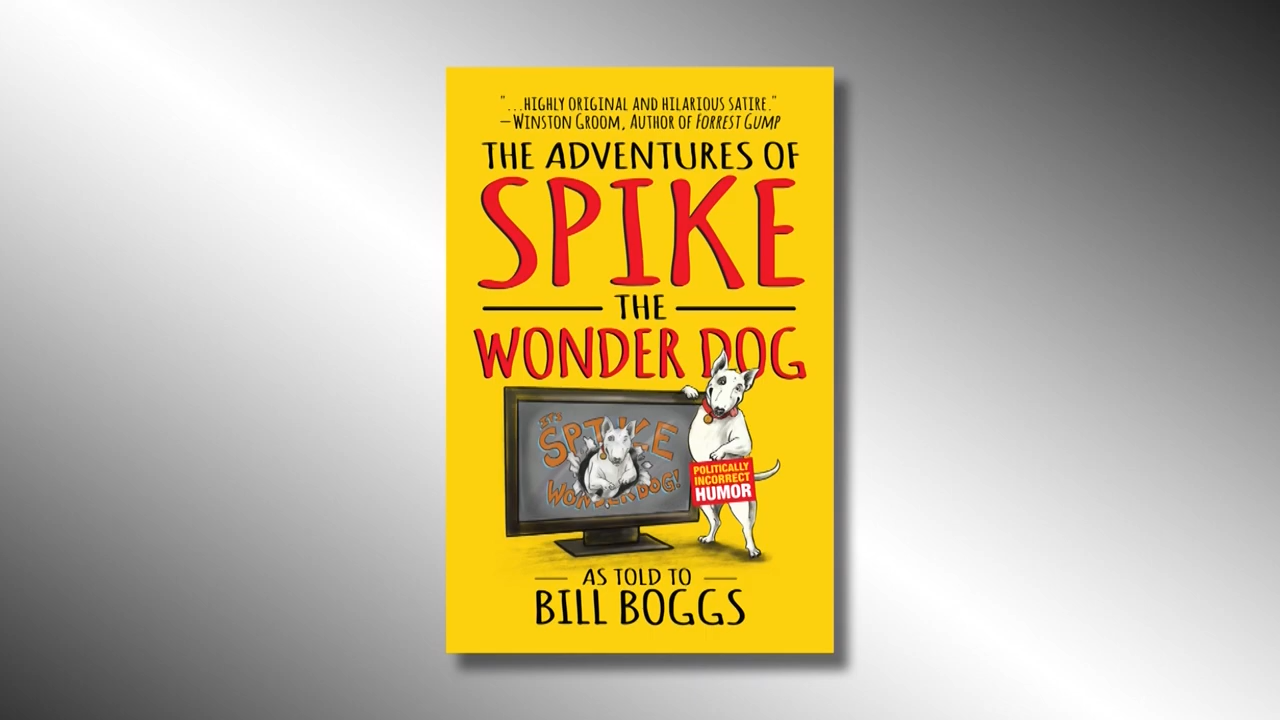 "...HIGHLY ORIGINAL AND HILARIOUS SATIRE."
–WINSTON GROOM, AUTHOR OF FORREST GUMP
THE ADVENTURES OF
SPIKE
THE
WONDER DOG
IT'S
SPIKE
WONDER DOG!
POLITICALLY
INCORRECT
HUMOR
AS TOLD TO
BILL BOGGS